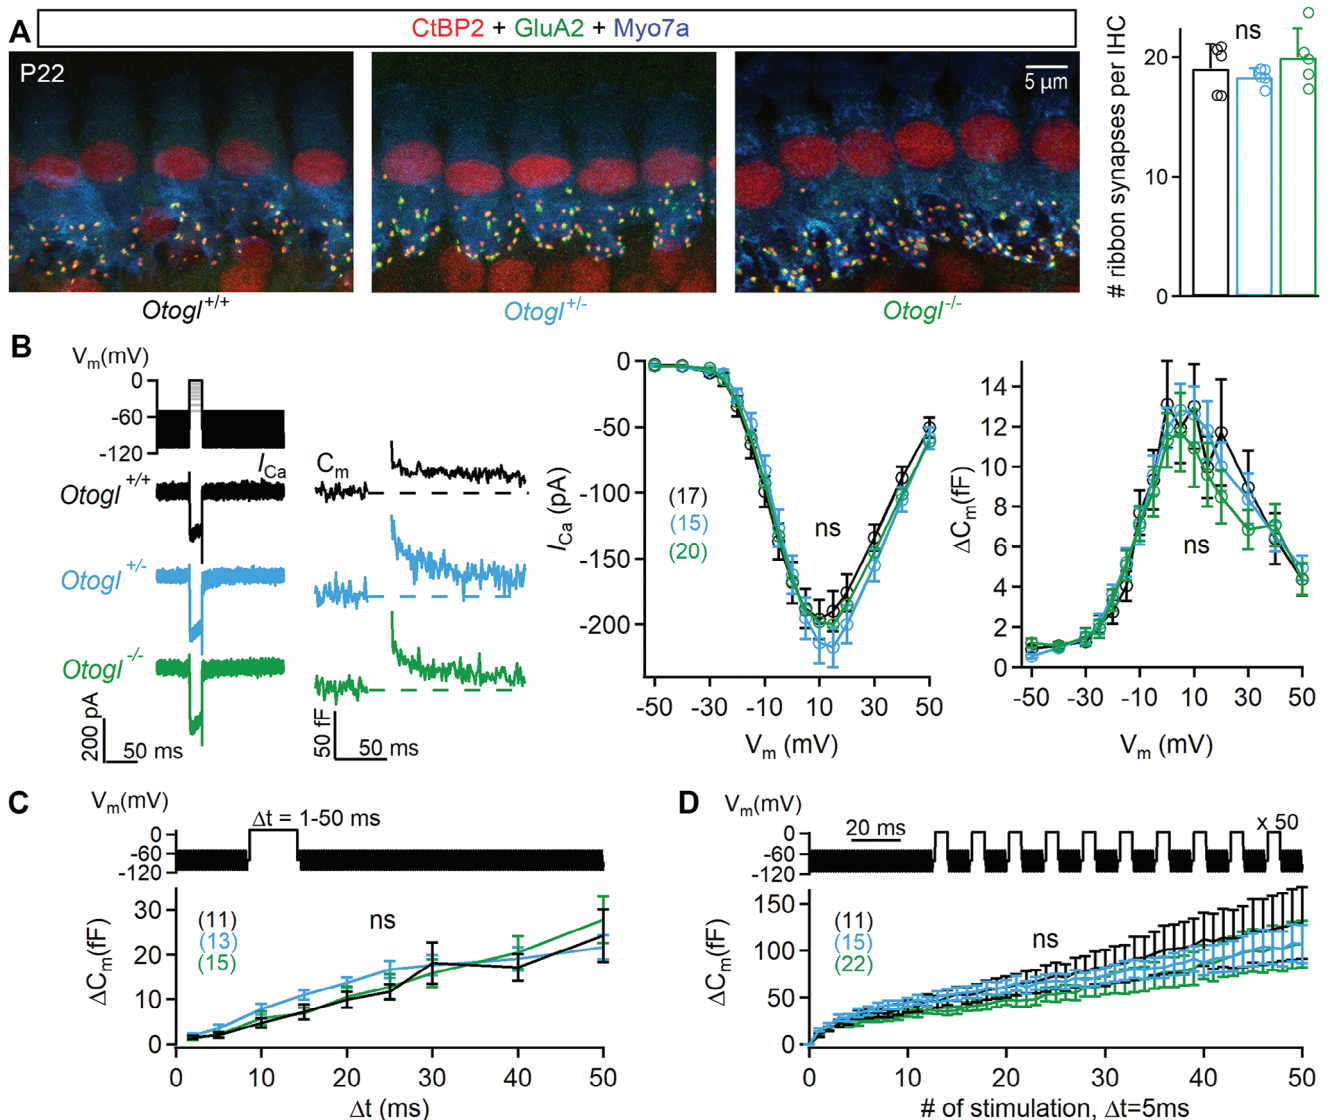 A
CtBP2 + GluA2 + Myo7a
P22
5 µm
Otogl+/+
Otogl+/-
Otogl-/-
# ribbon synapses per IHC
20
10
0
ns
B
Vm(mV)
0
-60
-120
ICa
Cm
Otogl+/+
Otogl+/-
Otogl-/-
200 pA
50 ms
50 fF
50 ms
ICa (pA)
0
-50
-100
-150
-200
(17)
(15)
(20)
ns
-50 -30 -10 10 30 50
Vm (mV)
ΔCm(fF)
14
12
10
8
6
4
2
0
ns
-50 -30 -10 10 30 50
Vm (mV)
C
Vm(mV)
0
-60
-120
Δt = 1-50 ms
ΔCm(fF)
30
20
10
0
(11)
(13)
(15)
ns
0 10 20 30 40 50
Δt (ms)
D
Vm(mV)
0
-60
-120
20 ms
x 50
ΔCm(fF)
150
100
50
0
(11)
(15)
(22)
ns
0 10 20 30 40 50
# of stimulation, Δt=5ms